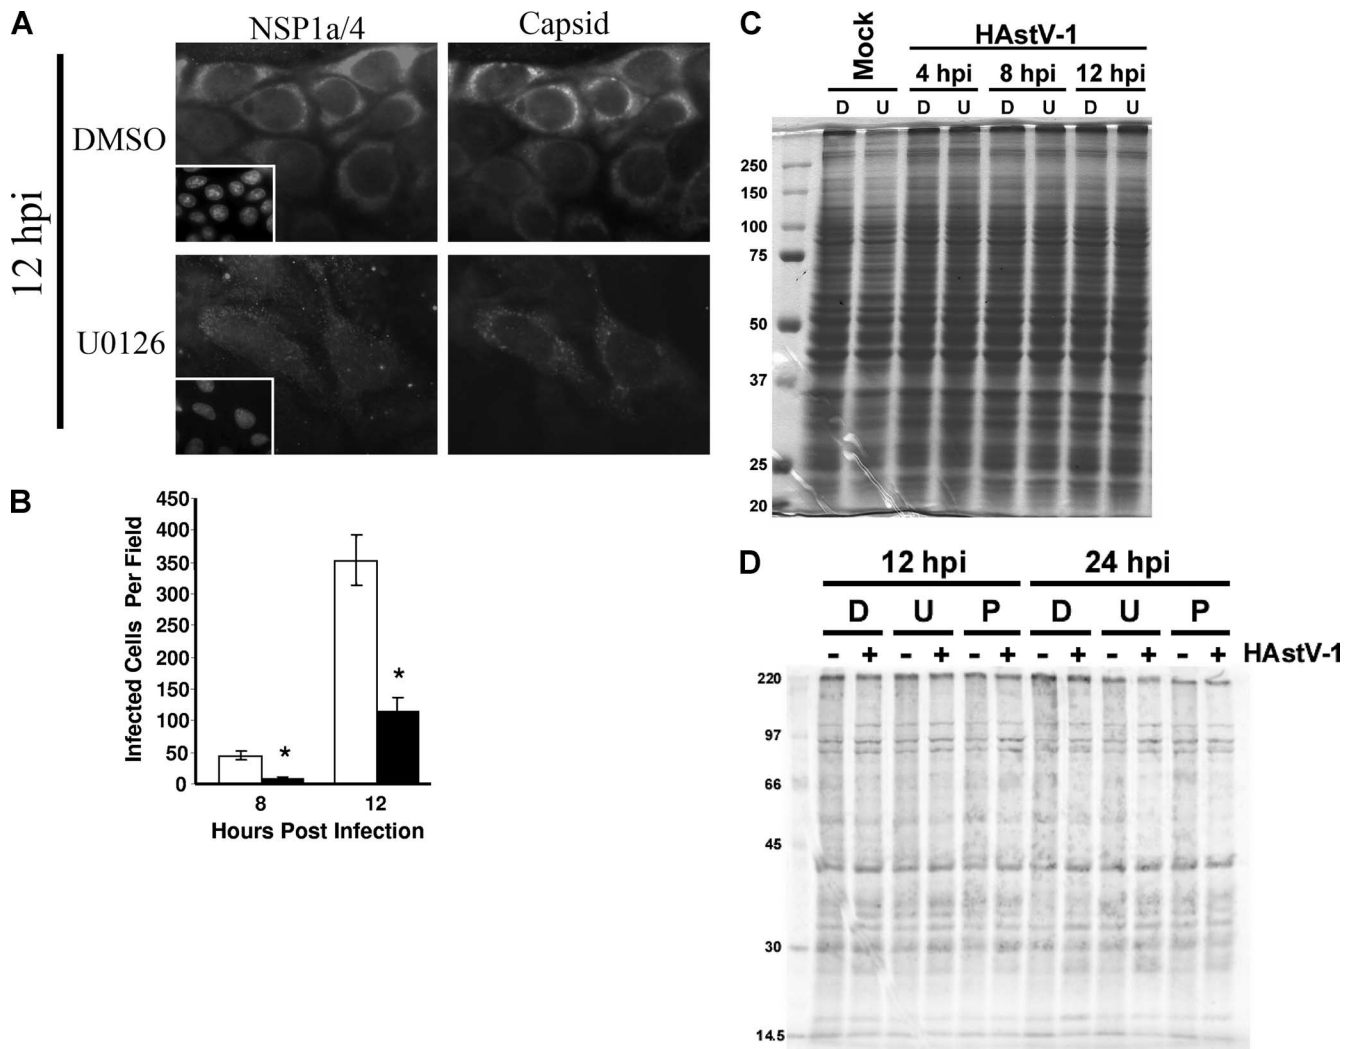 A
NSP1a/4
Capsid
12 hpi
DMSO
U0126
B
450
400
350
300
250
200
150
100
50
0
Infected Cells Per Field
*
*
8
12
Hours Post Infection
C
Mock
HAstV-1
4 hpi
8 hpi
12 hpi
D U D U D U D U
250
150
100
75
50
37
25
20
D
12 hpi
24 hpi
D U P D U P
- + - + - + - + - + - +
HAstV-1
220
97
66
45
30
14.5